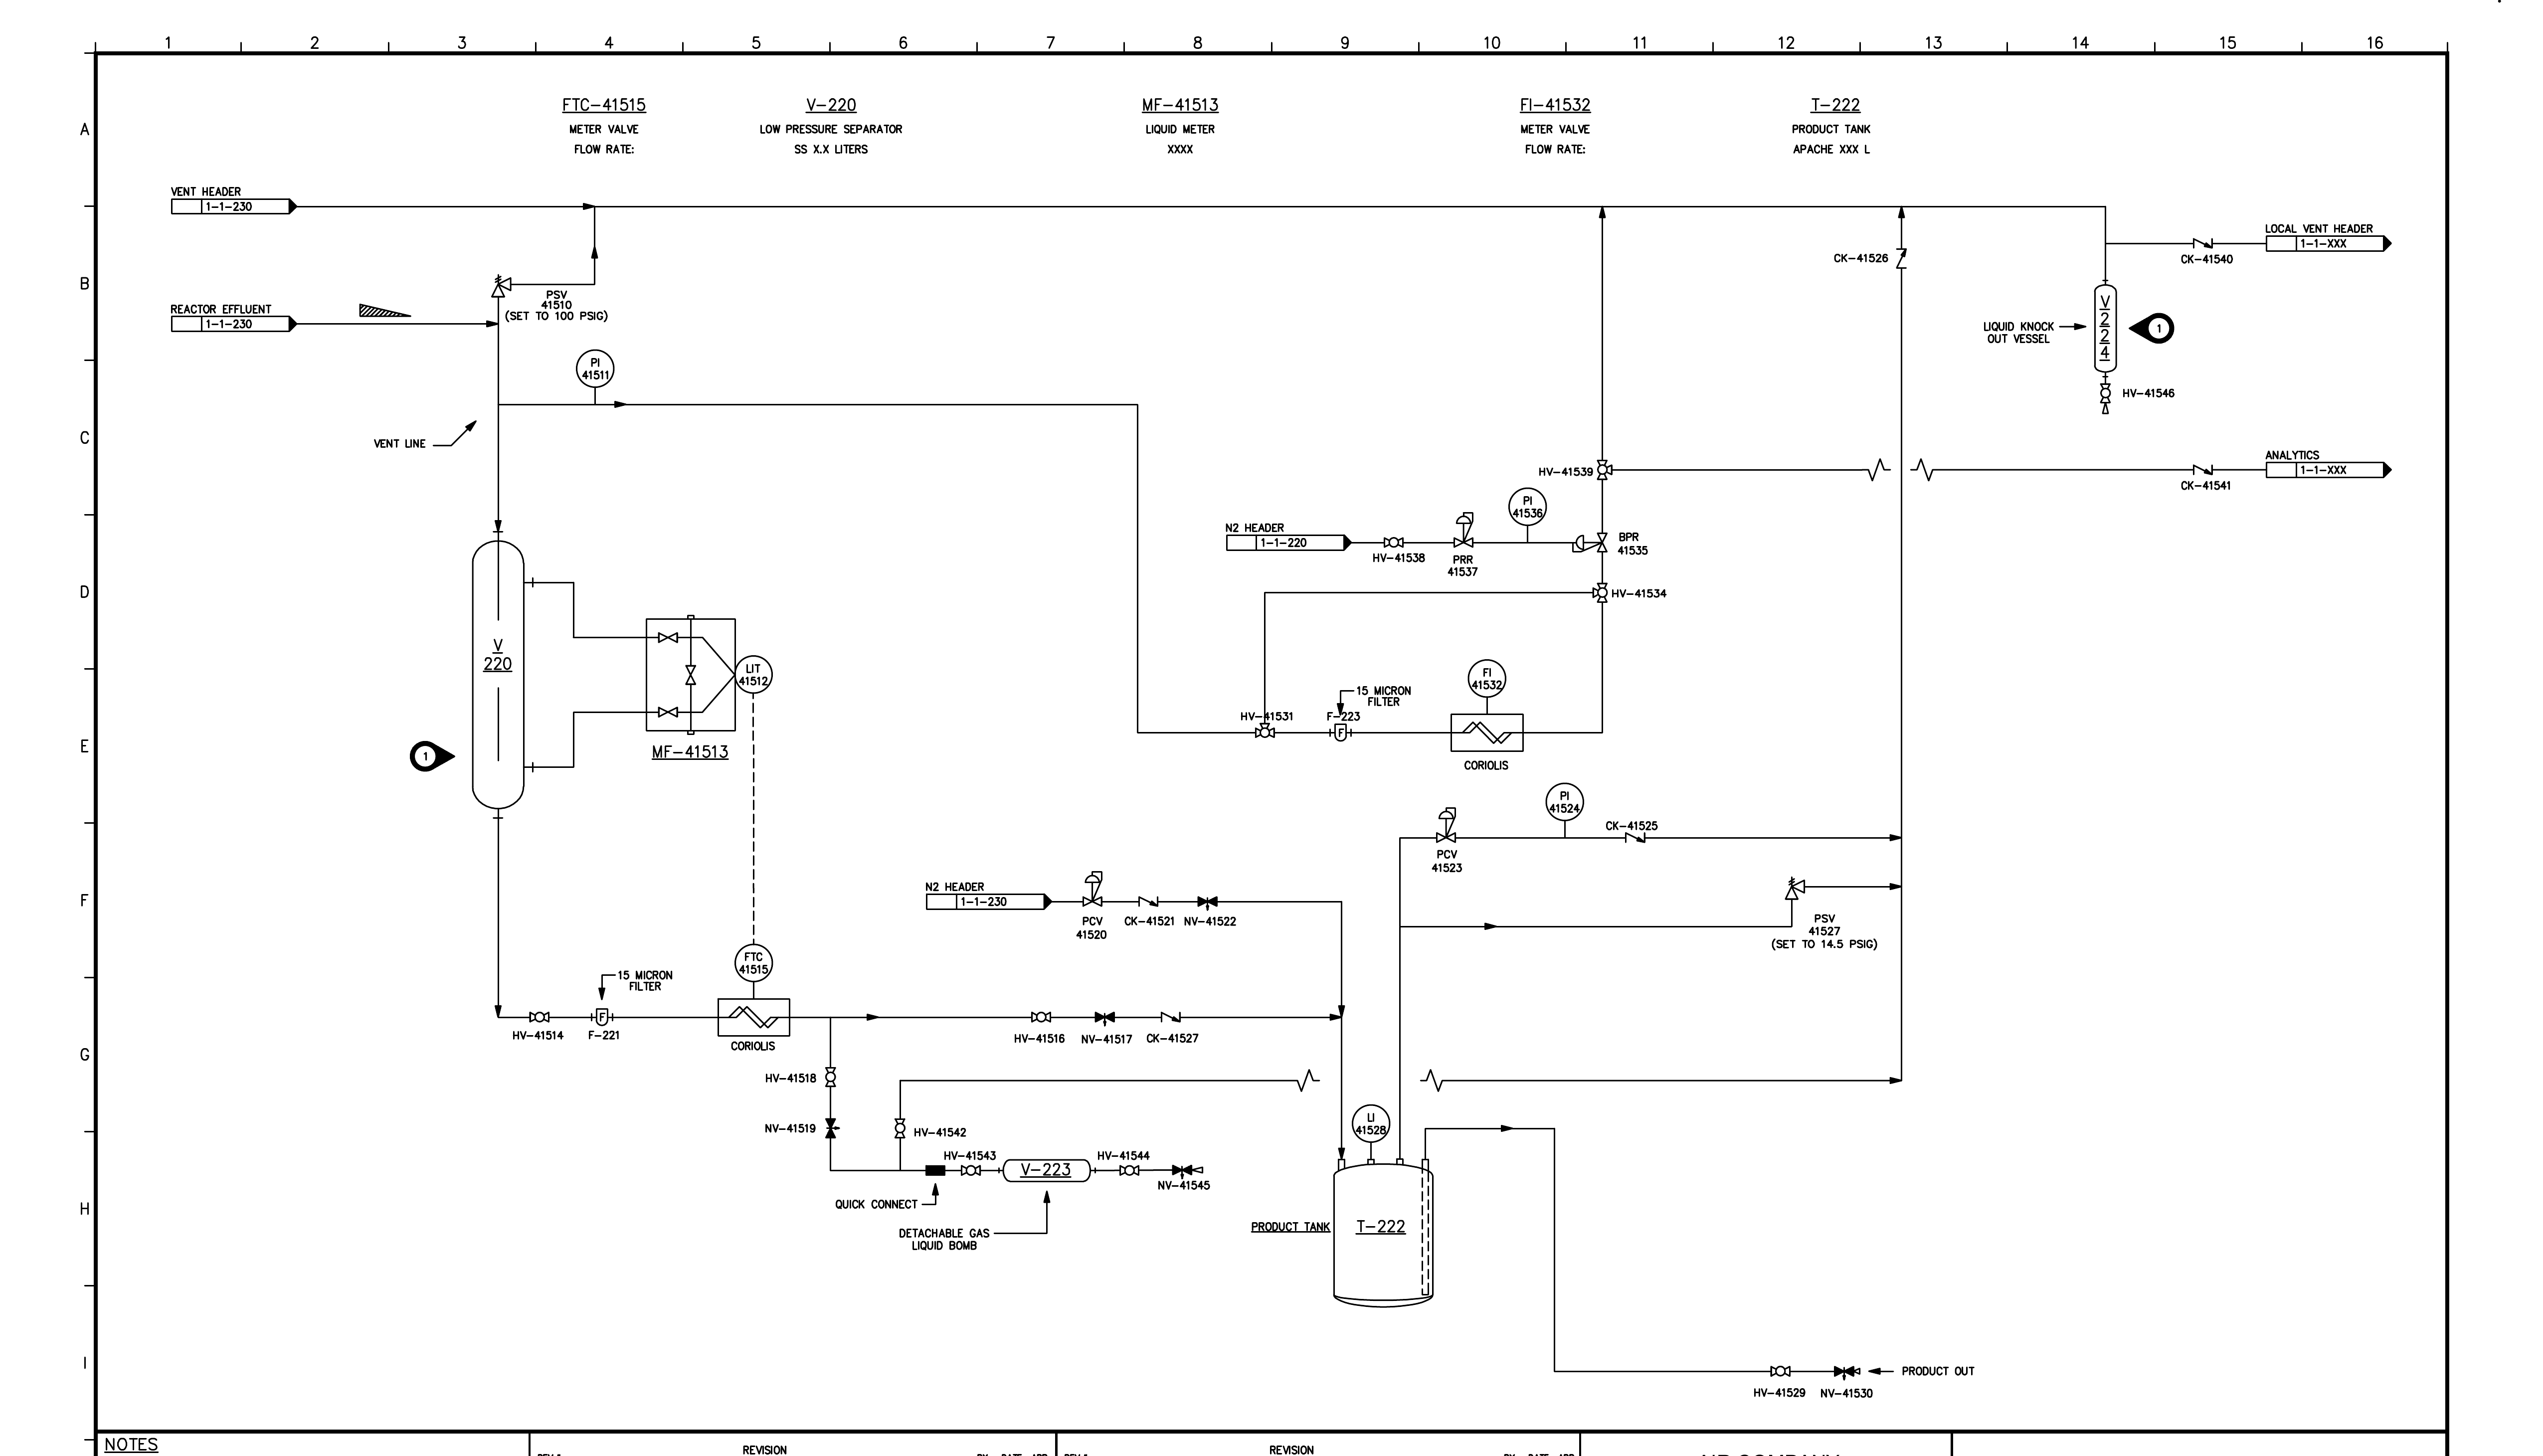 1 2 3 4 5 6 7 8 9 10 11 12 13 14 15 16
A
B
C
D
E
F
G
H
I
FTC-41515
METER VALVE
FLOW RATE:
V-220
LOW PRESSURE SEPARATOR
SS X.X LITERS
MF-41513
LIQUID METER
XXXX
FI-41532
METER VALVE
FLOW RATE:
T-222
PRODUCT TANK
APACHE XXX L
VENT HEADER
1-1-230
REACTOR EFFLUENT
1-1-230
PSV
41510
(SET TO 100 PSIG)
PI
41511
VENT LINE
CK-41526
LOCAL VENT HEADER
1-1-XXX
CK-41540
LIQUID KNOCK
OUT VESSEL
V
2
2
4
1
HV-41546
ANALYTICS
1-1-XXX
CK-41541
HV-41539
N2 HEADER
1-1-220
HV-41538
PRR
41537
PI
41536
BPR
41535
HV-41534
V
220
1
LIT
41512
MF-41513
HV-41531
15 MICRON
FILTER
F-223
F
FI
41532
CORIOLIS
PI
41524
PCV
41523
CK-41525
N2 HEADER
1-1-230
PCV
41520
CK-41521
NV-41522
PSV
41527
(SET TO 14.5 PSIG)
FTC
41515
15 MICRON
FILTER
HV-41514
F
F-221
CORIOLIS
HV-41516
NV-41517
CK-41527
HV-41518
NV-41519
HV-41542
HV-41543
V-223
HV-41544
NV-41545
QUICK CONNECT
DETACHABLE GAS
LIQUID BOMB
LI
41528
PRODUCT TANK
T-222
HV-41529
NV-41530
PRODUCT OUT
NOTES
REVISION
REVISION